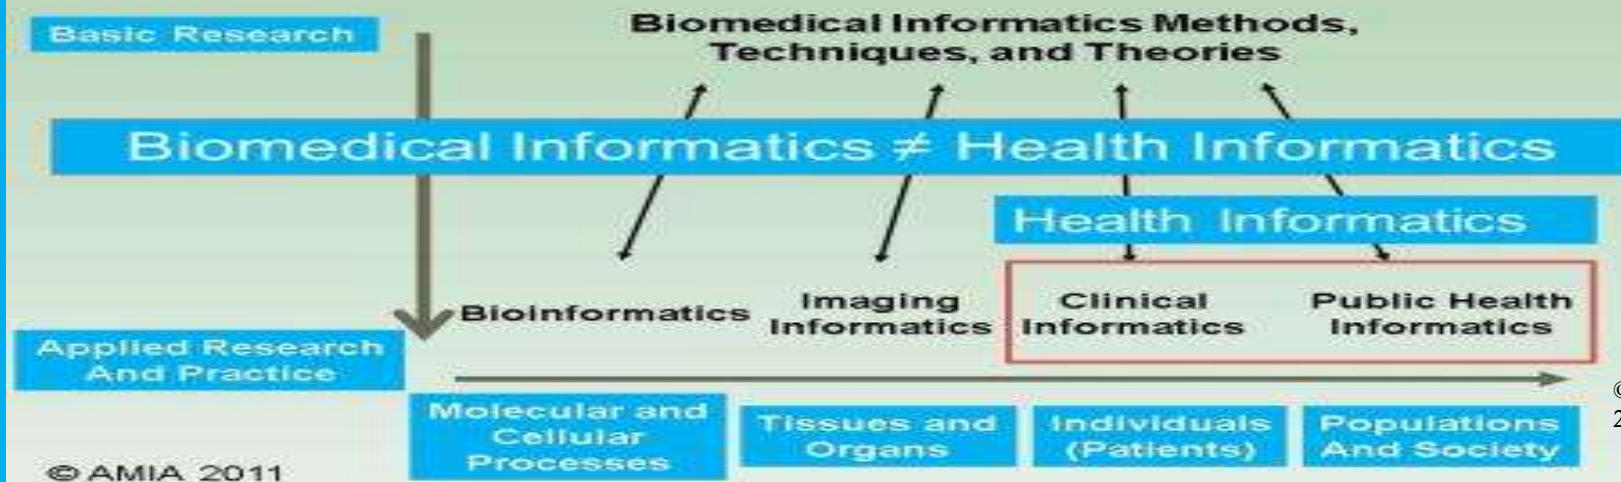 Basic Research
Biomedical Informatics Methods,
Techniques, and Theories
Biomedical Informatics ≠ Health Informatics
Health Informatics
Bioinformatics
Imaging
Informatics
Clinical
Informatics
Public Health
Informatics
Applied Research
And Practice
Molecular and
Cellular
Processes
Tissues and
Organs
Individuals
(Patients)
Populations
And Society
© AMIA 2011
©
2